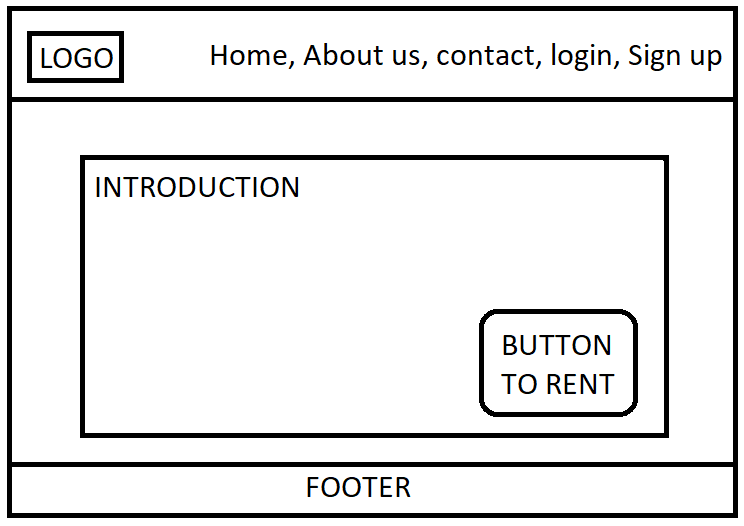 LOGO
Home, About us, contact, login, Sign up
INTRODUCTION
BUTTON
TO RENT
FOOTER